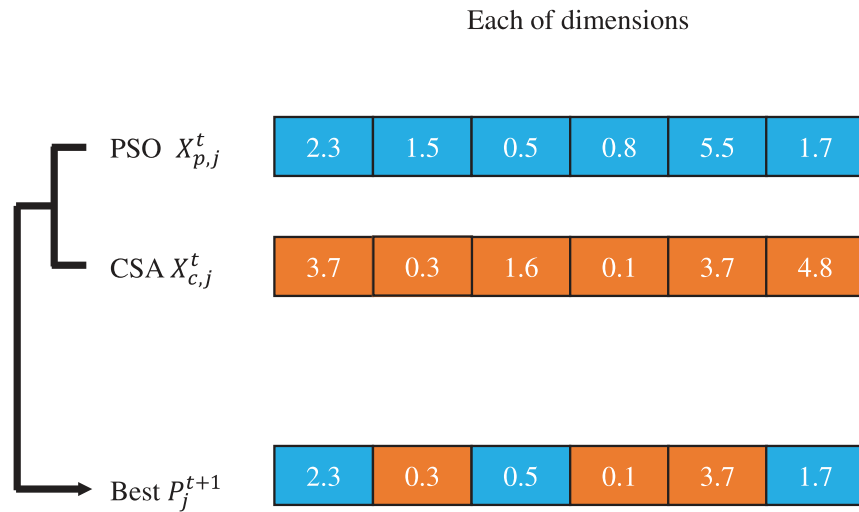 Each of dimensions
PSO X^t_{p,j} 2.3 1.5 0.5 0.8 5.5 1.7
CSA X^t_{c,j} 3.7 0.3 1.6 0.1 3.7 4.8
Best P^{t+1}_j 2.3 0.3 0.5 0.1 3.7 1.7